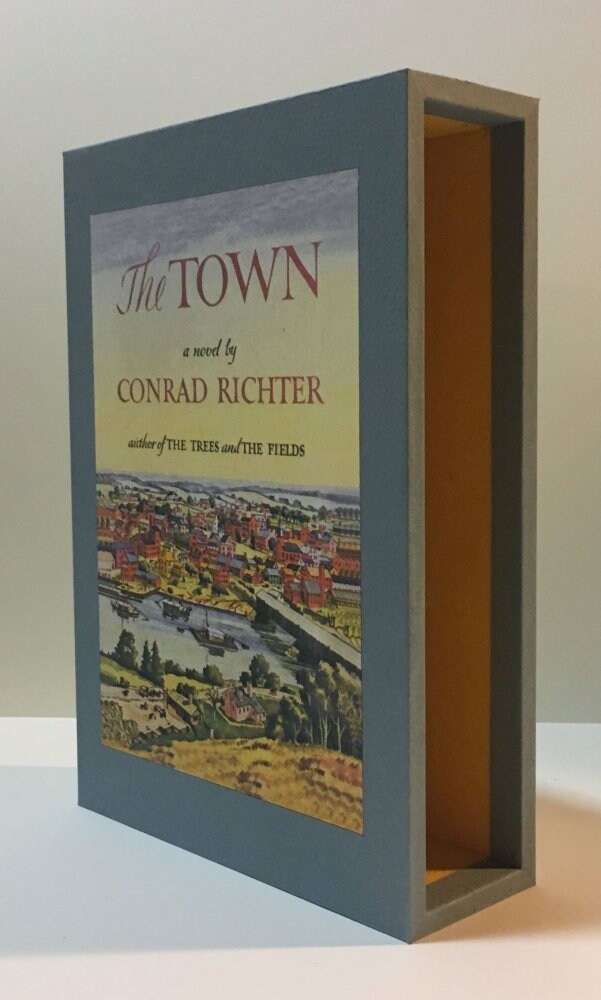 The TOWN
a novel by
CONRAD RICHTER
author of THE TREES and THE FIELDS